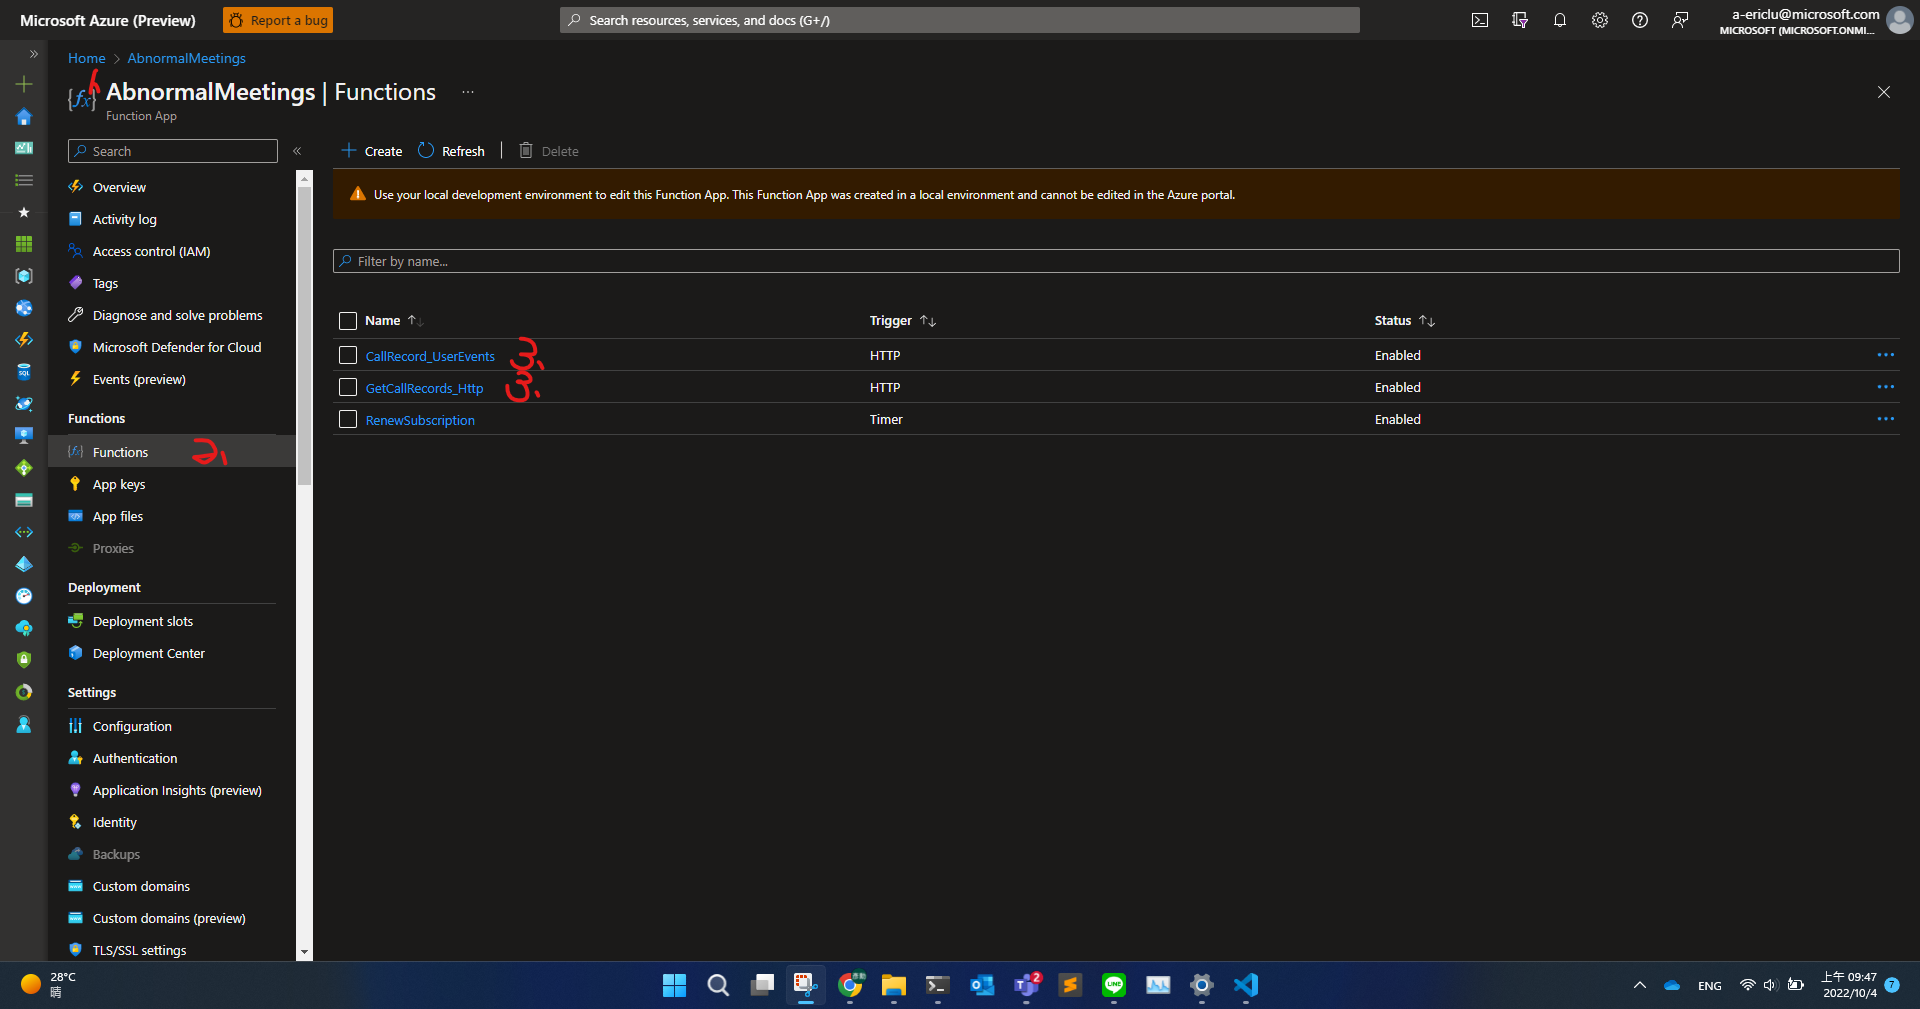 Microsoft Azure (Preview)
Report a bug
Search resources, services, and docs (G+/)
a-ericlu@microsoft.com
MICROSOFT (MICROSOFT.ONMI...
Home > AbnormalMeetings
1.
{fx}
AbnormalMeetings | Functions ...
Function App
Search
Create
Refresh
Delete
Use your local development environment to edit this Function App. This Function App was created in a local environment and cannot be edited in the Azure portal.
Filter by name...
Name
Trigger
Status
CallRecord_UserEvents
3.
HTTP
Enabled
GetCallRecords_Http
3.
HTTP
Enabled
RenewSubscription
Timer
Enabled
Overview
Activity log
Access control (IAM)
Tags
Diagnose and solve problems
Microsoft Defender for Cloud
Events (preview)
Functions
Functions
2.
App keys
App files
Proxies
Deployment
Deployment slots
Deployment Center
Settings
Configuration
Authentication
Application Insights (preview)
Identity
Backups
Custom domains
Custom domains (preview)
TLS/SSL settings
28°C
晴
2
ENG
上午 09:47
2022/10/4
7